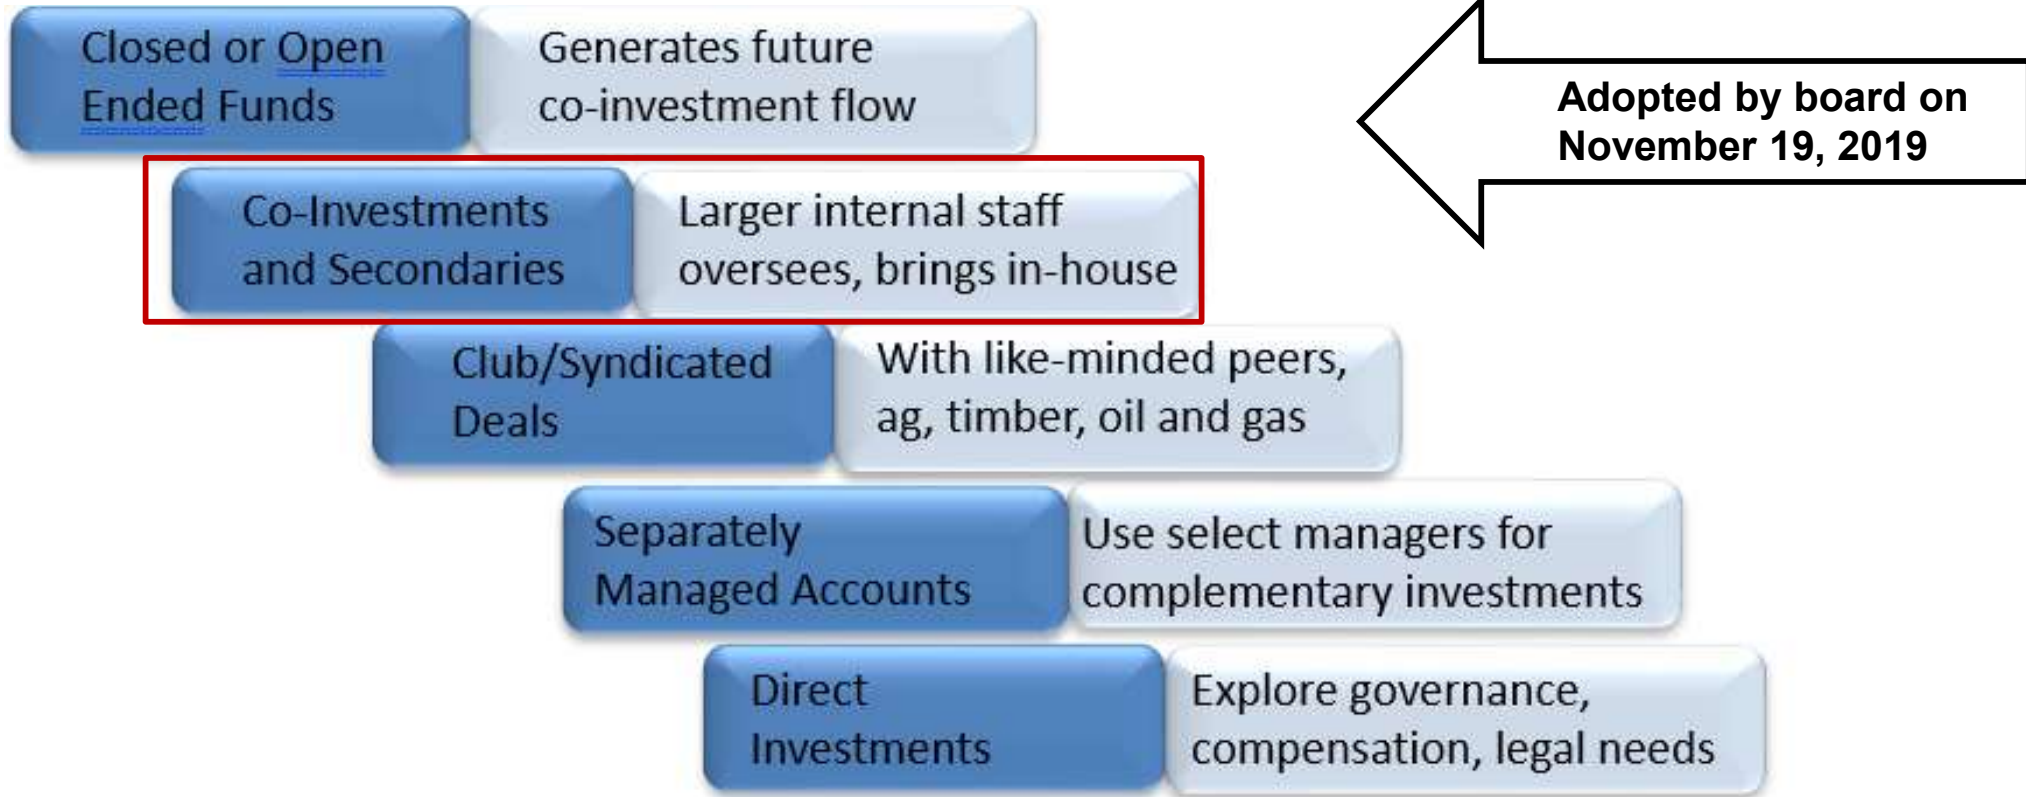 Closed or Open
Ended Funds
Generates future
co-investment flow
Adopted by board on
November 19, 2019
Co-Investments
and Secondaries
Larger internal staff
oversees, brings in-house
Club/Syndicated
Deals
With like-minded peers,
ag, timber, oil and gas
Separately
Managed Accounts
Use select managers for
complementary investments
Direct
Investments
Explore governance,
compensation, legal needs